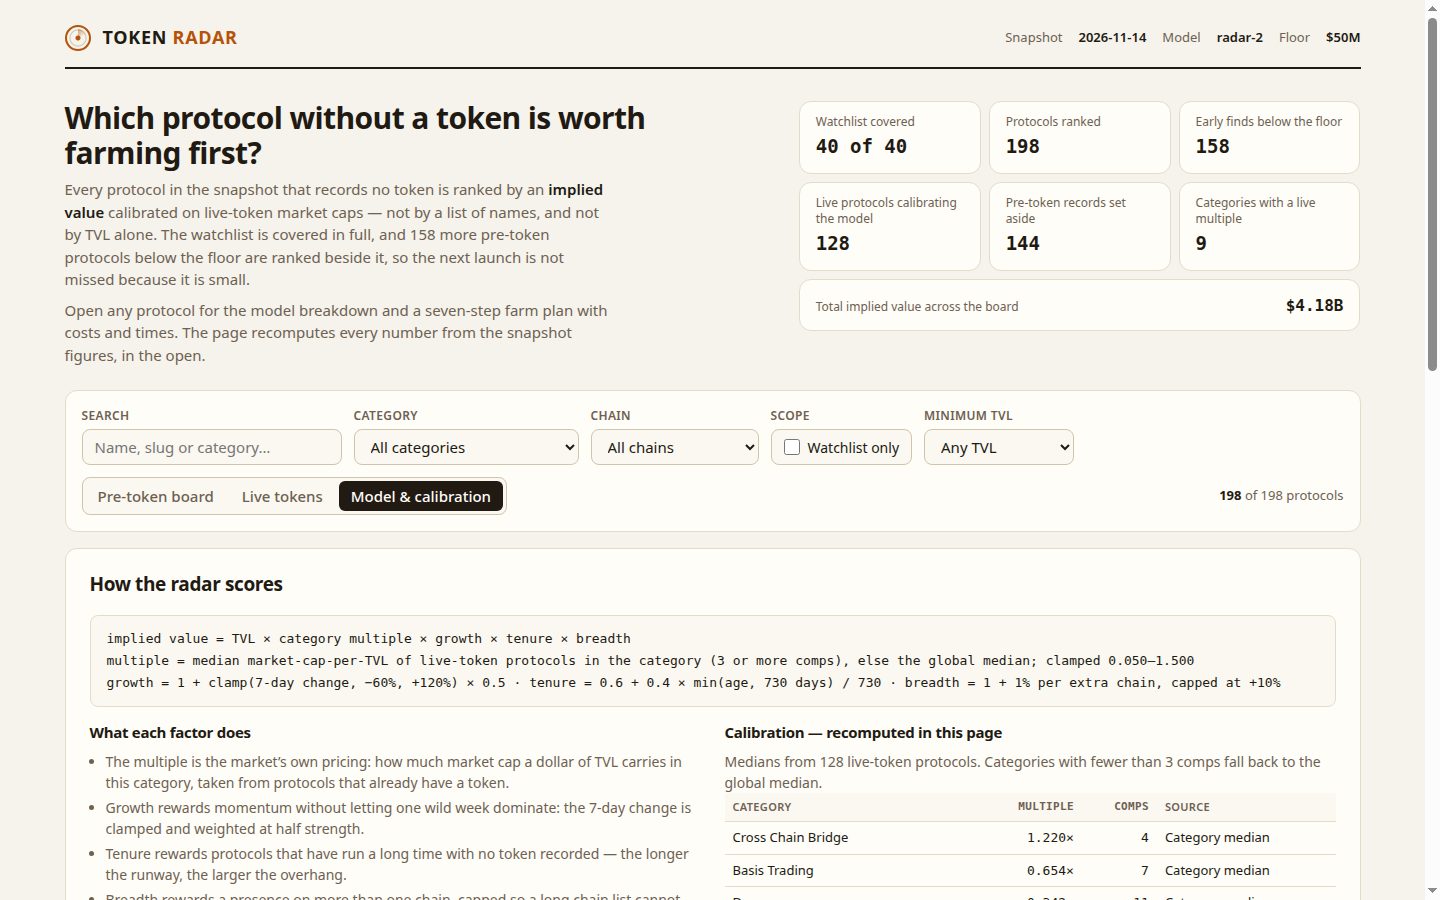 TOKEN RADAR
Snapshot 2026-11-14 Model radar-2 Floor $50M
Which protocol without a token is worth
farming first?
Every protocol in the snapshot that records no token is ranked by an implied
value calibrated on live-token market caps — not by a list of names, and not
by TVL alone. The watchlist is covered in full, and 158 more pre-token
protocols below the floor are ranked beside it, so the next launch is not
missed because it is small.
Open any protocol for the model breakdown and a seven-step farm plan with
costs and times. The page recomputes every number from the snapshot
figures, in the open.
Watchlist covered
40 of 40
Protocols ranked
198
Early finds below the floor
158
Live protocols calibrating
the model
128
Pre-token records set
aside
144
Categories with a live
multiple
9
Total implied value across the board
$4.18B
SEARCH
Name, slug or category…
CATEGORY
All categories
CHAIN
All chains
SCOPE
Watchlist only
MINIMUM TVL
Any TVL
Pre-token board Live tokens Model & calibration
198 of 198 protocols
How the radar scores
implied value = TVL × category multiple × growth × tenure × breadth
multiple = median market-cap-per-TVL of live-token protocols in the category (3 or more comps), else the global median; clamped 0.050–1.500
growth = 1 + clamp(7-day change, −60%, +120%) × 0.5 · tenure = 0.6 + 0.4 × min(age, 730 days) / 730 · breadth = 1 + 1% per extra chain, capped at +10%
What each factor does
• The multiple is the market’s own pricing: how much market cap a dollar of TVL carries in
this category, taken from protocols that already have a token.
• Growth rewards momentum without letting one wild week dominate: the 7-day change is
clamped and weighted at half strength.
• Tenure rewards protocols that have run a long time with no token recorded — the longer
the runway, the larger the overhang.
• Breadth rewards a presence on more than one chain, capped so a long chain list cannot
Calibration — recomputed in this page
Medians from 128 live-token protocols. Categories with fewer than 3 comps fall back to the
global median.
CATEGORY MULTIPLE COMPS SOURCE
Cross Chain Bridge 1.220× 4 Category median
Basis Trading 0.654× 7 Category median